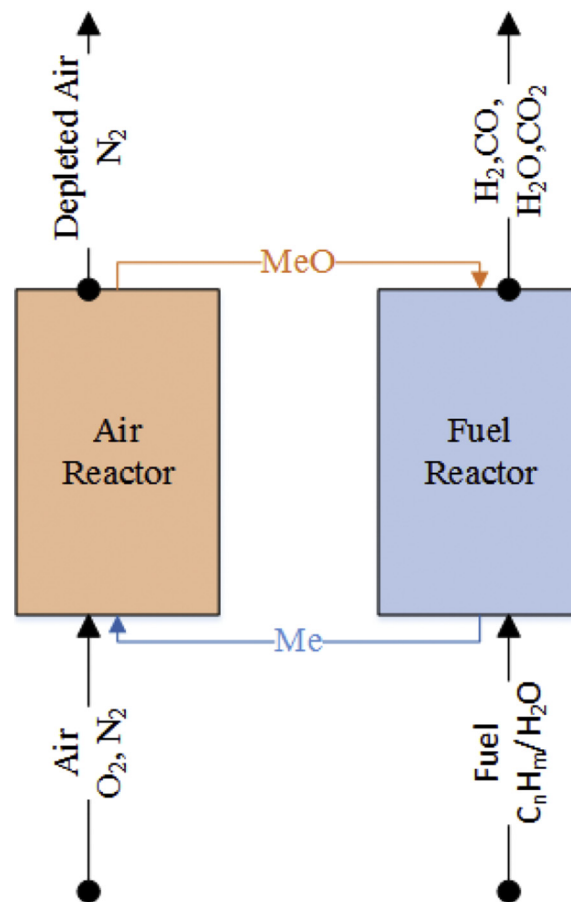 Depleted Air
N₂
H₂,CO,
H₂O,CO₂
MeO
Air
Reactor
Fuel
Reactor
Me
Air
O₂, N₂
Fuel
CₙHₘ/H₂O